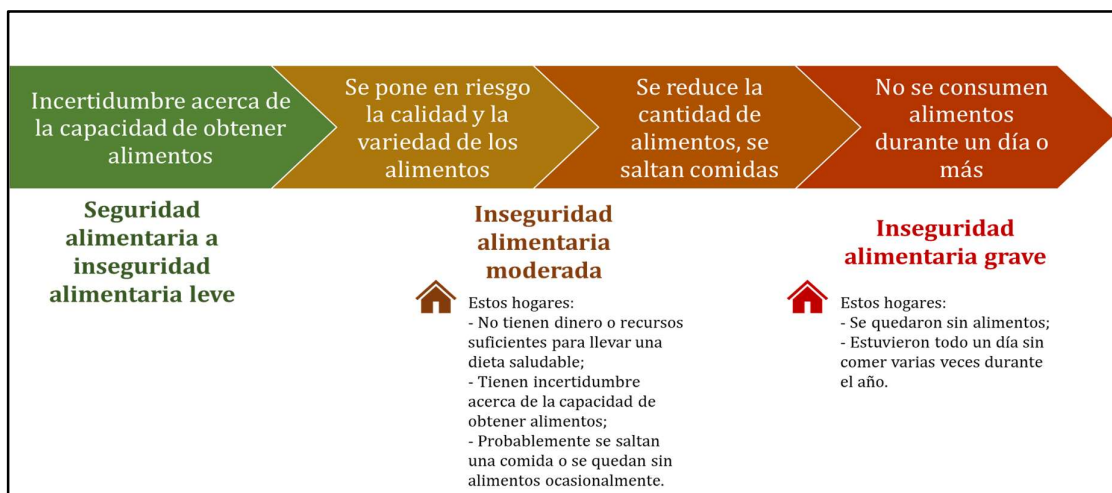 Incertidumbre acerca de
la capacidad de obtener
alimentos
Se pone en riesgo
la calidad y la
variedad de los
alimentos
Se reduce la
cantidad de
alimentos, se
saltan comidas
No se consumen
alimentos
durante un día o
más
Seguridad
alimentaria a
inseguridad
alimentaria leve
Inseguridad
alimentaria
moderada
Estos hogares:
- No tienen dinero o recursos
suficientes para llevar una
dieta saludable;
- Tienen incertidumbre
acerca de la capacidad de
obtener alimentos;
- Probablemente se saltan
una comida o se quedan sin
alimentos ocasionalmente.
Inseguridad
alimentaria grave
Estos hogares:
- Se quedaron sin alimentos;
- Estuvieron todo un día sin
comer varias veces durante
el año.